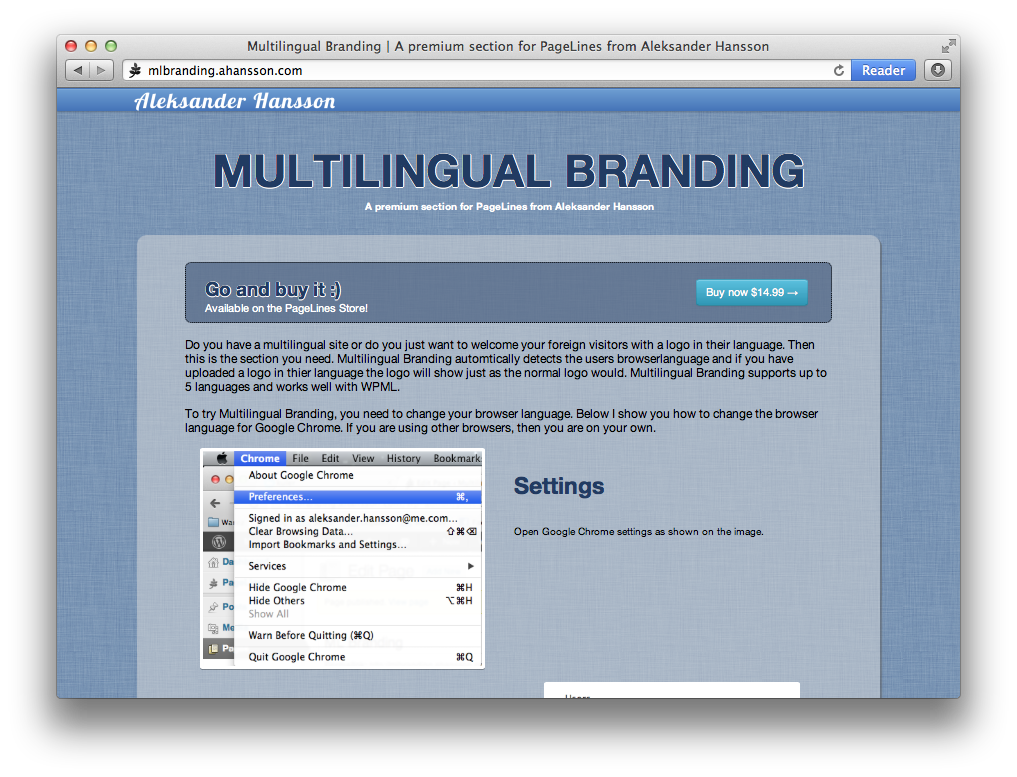 Multilingual Branding | A premium section for PageLines from Aleksander Hansson
mlbranding.ahansson.com
Reader
Aleksander Hansson
MULTILINGUAL BRANDING
A premium section for PageLines from Aleksander Hansson
Go and buy it :)
Available on the PageLines Store!
Buy now $14.99 →
Do you have a multilingual site or do you just want to welcome your foreign visitors with a logo in their language. Then
this is the section you need. Multilingual Branding automtically detects the users browserlanguage and if you have
uploaded a logo in thier language the logo will show just as the normal logo would. Multilingual Branding supports up to
5 languages and works well with WPML.
To try Multilingual Branding, you need to change your browser language. Below I show you how to change the browser
language for Google Chrome. If you are using other browsers, then you are on your own.
Chrome File Edit View History Bookmark
About Google Chrome
Preferences... ⌘,
Signed in as aleksander.hansson@me.com...
Clear Browsing Data... ⇧⌘⌫
Import Bookmarks and Settings...
Services ▶
Hide Google Chrome ⌘H
Hide Others ⌥⌘H
Show All
Warn Before Quitting (⌘Q)
Quit Google Chrome ⌘Q
Wa
Da
Pa
Po
Me
Pa
Settings
Open Google Chrome settings as shown on the image.